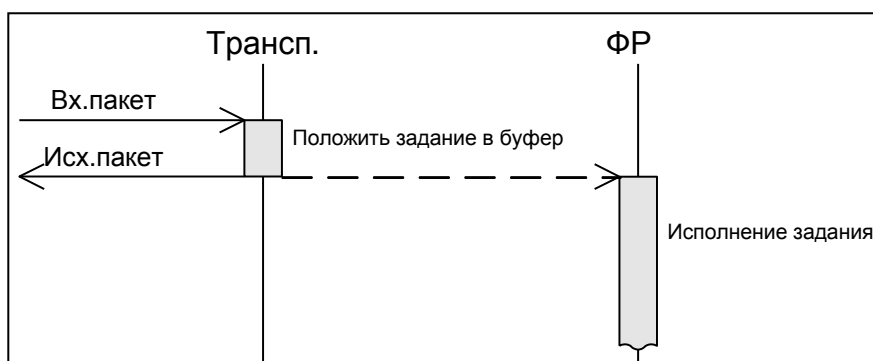 Трансп.
ФР
Вх.пакет
Положить задание в буфер
Исх.пакет
Исполнение задания